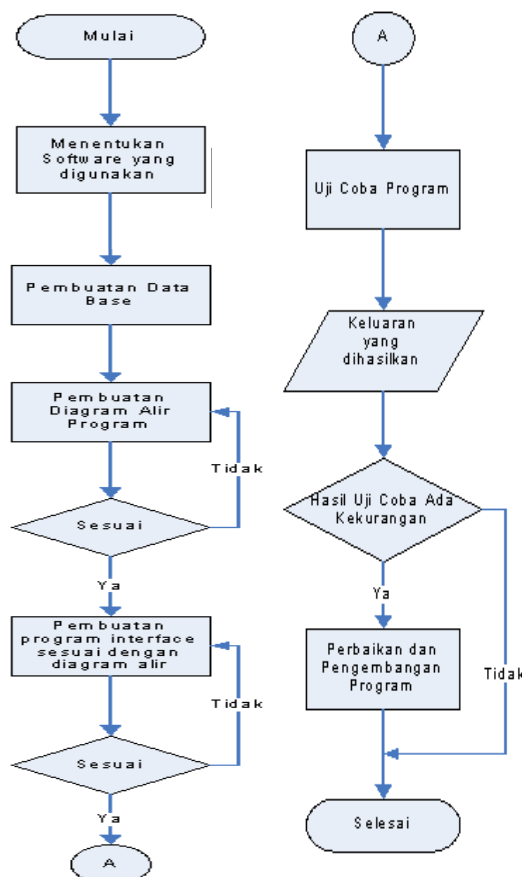 Mulai
Menentukan
Software yang
digunakan
Pembuatan Data
Base
Pembuatan
Diagram Alir
Program
Tidak
Sesuai
Ya
Pembuatan
program interface
sesuai dengan
diagram alir
Tidak
Sesuai
Ya
A
A
Uji Coba Program
Keluaran
yang
dihasilkan
Hasil Uji Coba Ada
Kekurangan
Ya
Perbaikan dan
Pengembangan
Program
Tidak
Selesai